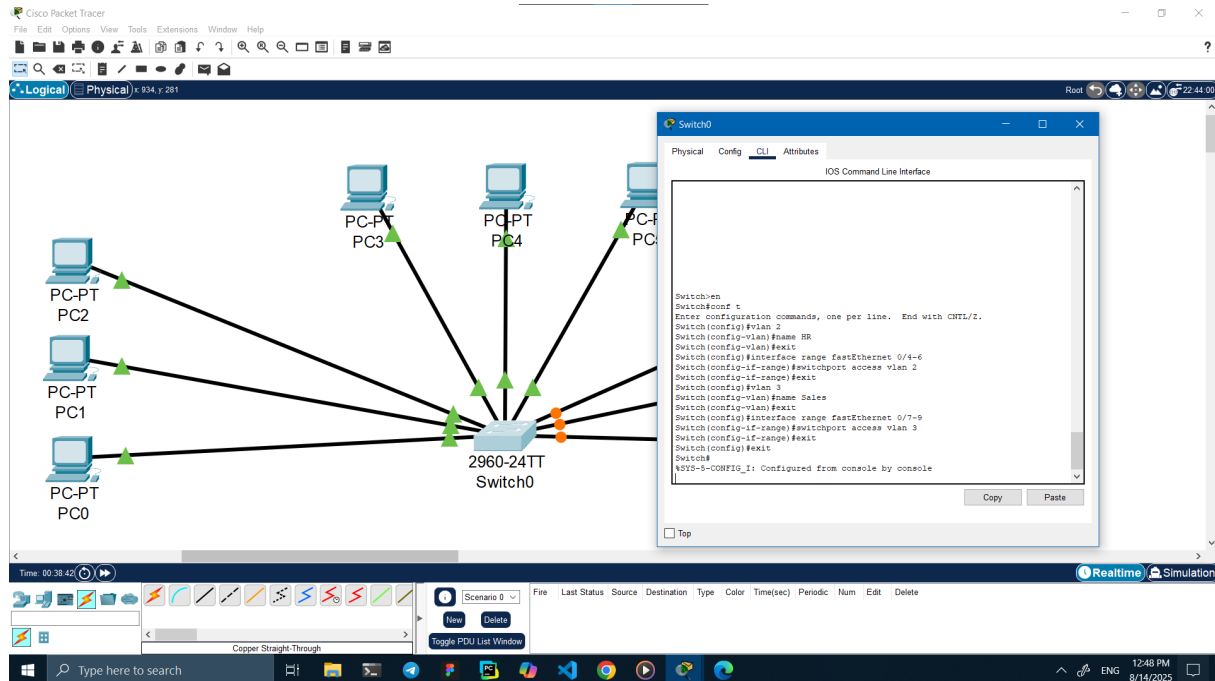 Cisco Packet Tracer
File Edit Options View Tools Extensions Window Help
?
Logical Physical x: 934, y: 281 Root 22:44:00
Switch0
Physical Config CLI Attributes
IOS Command Line Interface
Switch>en
Switch#conf t
Enter configuration commands, one per line. End with CNTL/Z.
Switch(config)#vlan 2
Switch(config-vlan)#name HR
Switch(config-vlan)#exit
Switch(config)#interface range fastEthernet 0/4-6
Switch(config-if-range)#switchport access vlan 2
Switch(config-if-range)#exit
Switch(config)#vlan 3
Switch(config-vlan)#name Sales
Switch(config-vlan)#exit
Switch(config)#interface range fastEthernet 0/7-9
Switch(config-if-range)#switchport access vlan 3
Switch(config-if-range)#exit
Switch(config)#exit
Switch#
%SYS-5-CONFIG_I: Configured from console by console
Copy Paste
Top
PC-PT
PC3
PC-PT
PC4
PC-PT
PC2
PC-PT
PC1
PC-PT
PC0
2960-24TT
Switch0
Time: 00:38:42 Realtime Simulation
Scenario 0
New Delete
Toggle PDU List Window
Fire Last Status Source Destination Type Color Time(sec) Periodic Num Edit Delete
Copper Straight-Through
Type here to search
ENG
12:48 PM
8/14/2025